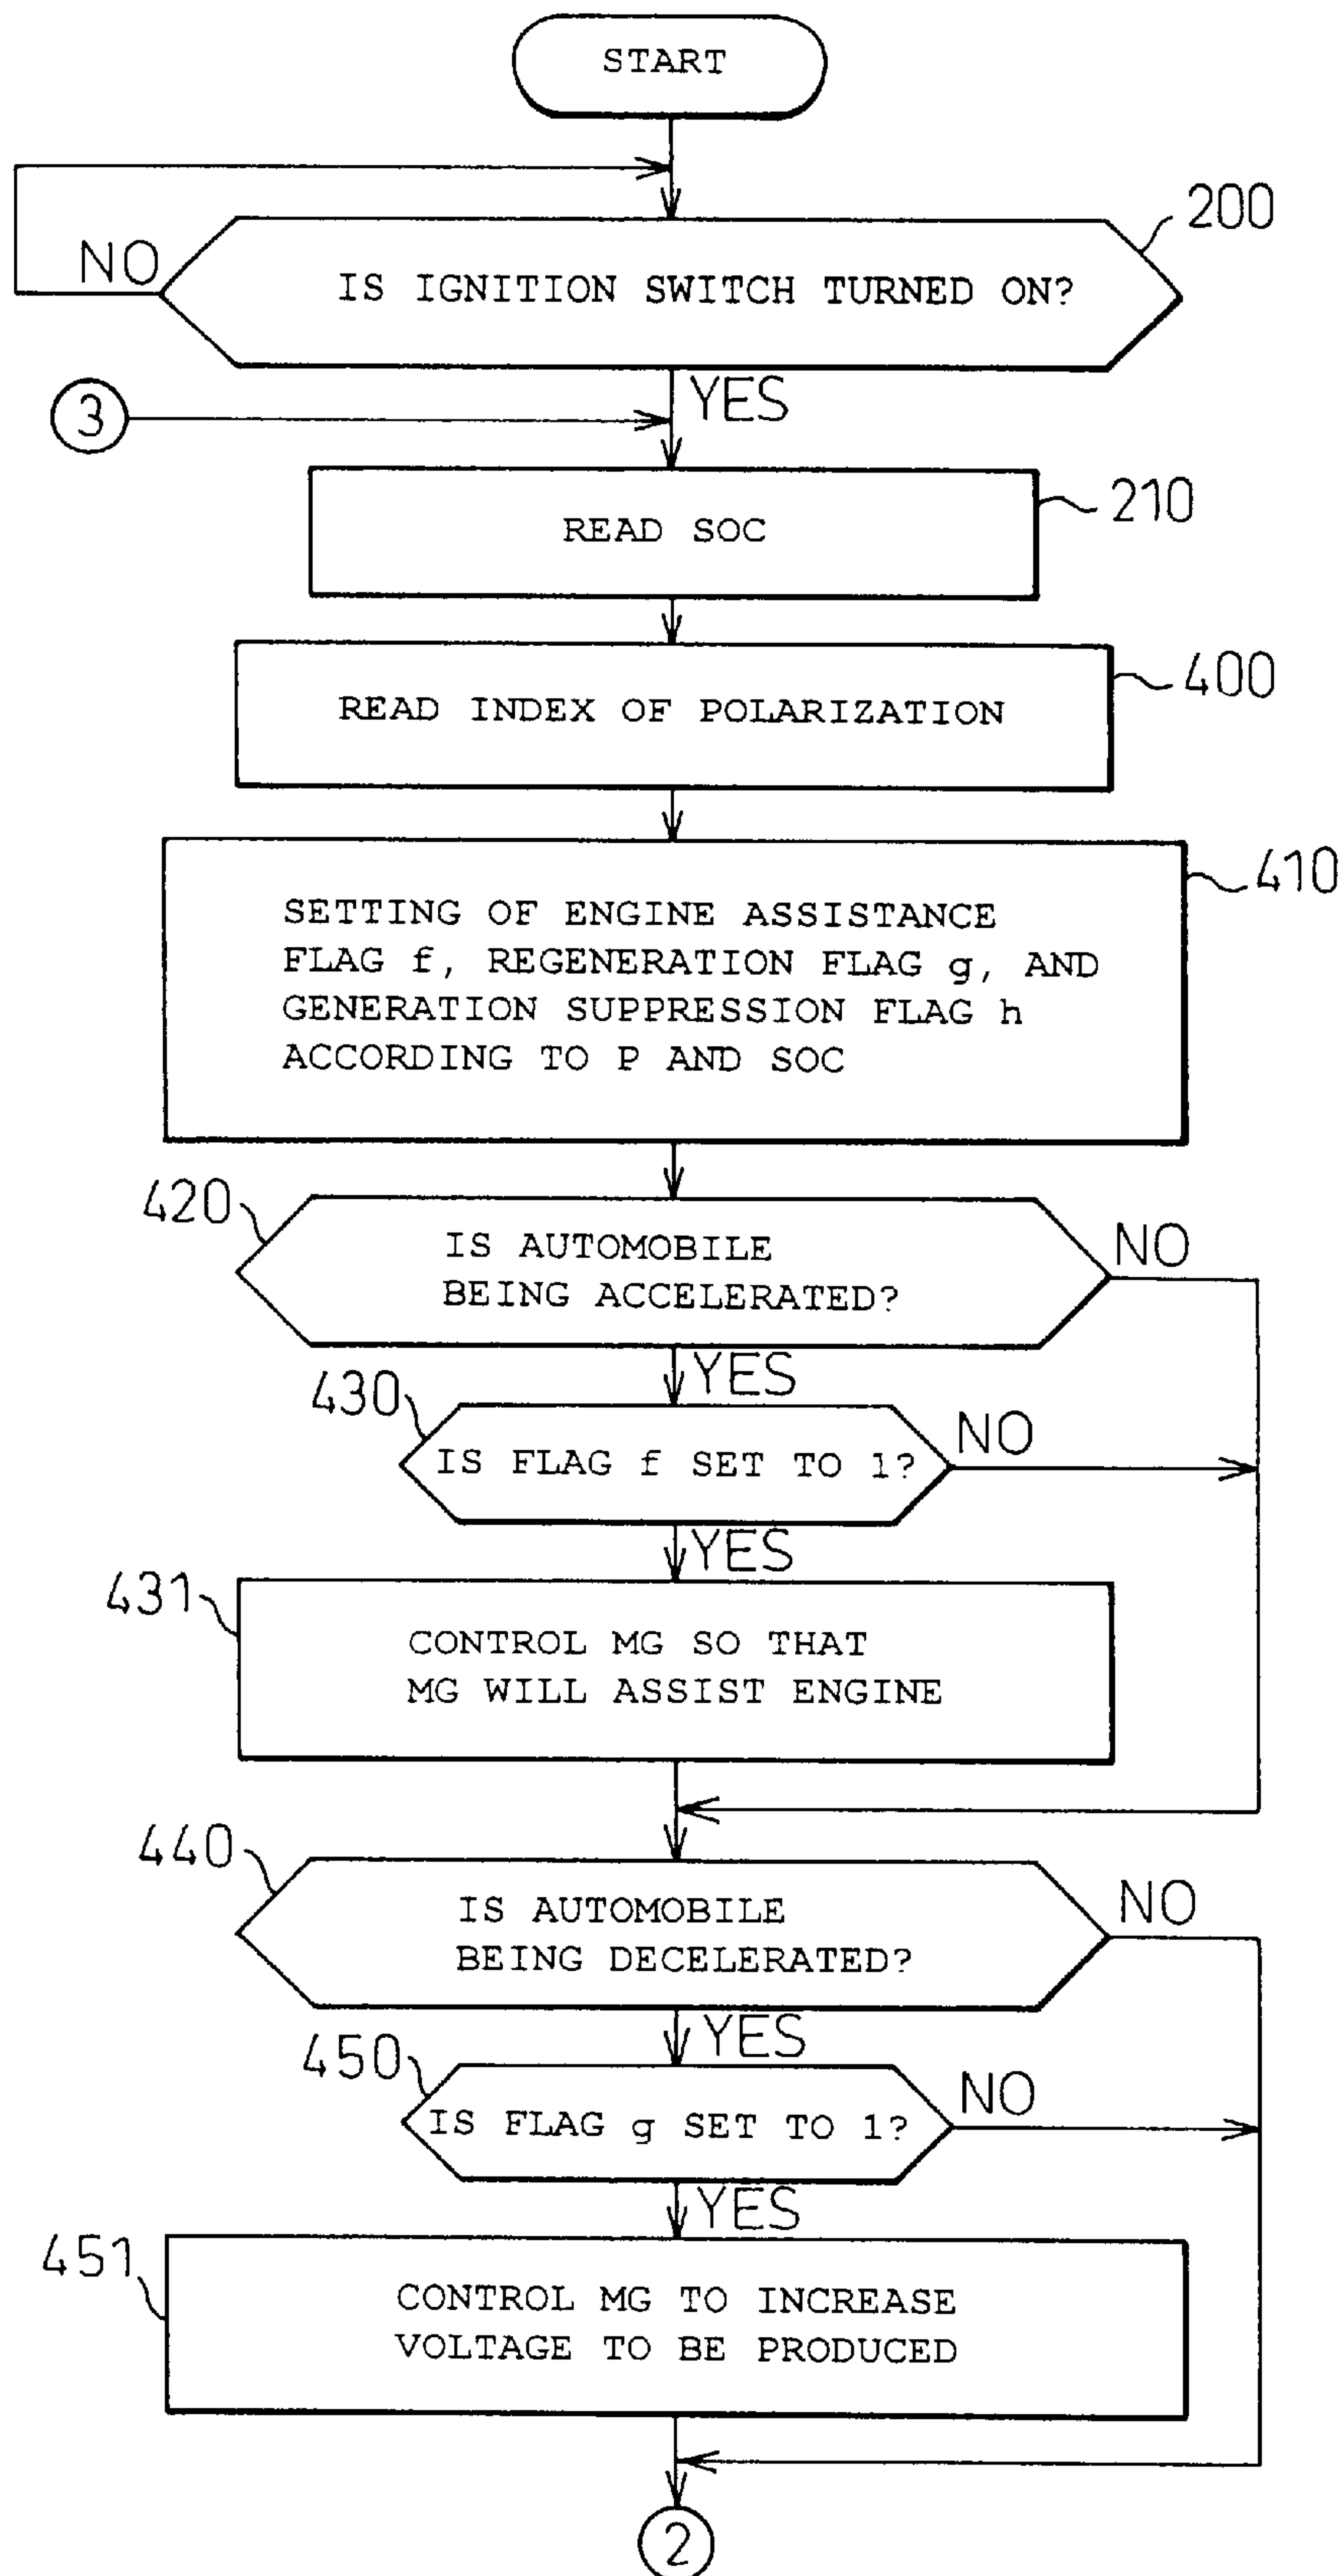 START
NO
200
IS IGNITION SWITCH TURNED ON?
YES
3
READ SOC
210
READ INDEX OF POLARIZATION
400
SETTING OF ENGINE ASSISTANCE
FLAG f, REGENERATION FLAG g, AND
GENERATION SUPPRESSION FLAG h
ACCORDING TO P AND SOC
410
420
IS AUTOMOBILE
BEING ACCELERATED?
NO
YES
430
IS FLAG f SET TO 1?
NO
YES
431
CONTROL MG SO THAT
MG WILL ASSIST ENGINE
440
IS AUTOMOBILE
BEING DECELERATED?
NO
YES
450
IS FLAG g SET TO 1?
NO
YES
451
CONTROL MG TO INCREASE
VOLTAGE TO BE PRODUCED
2